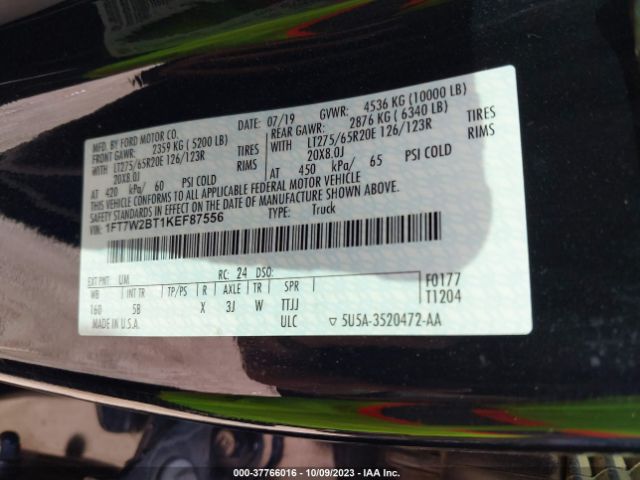 MFD. BY FORD MOTOR CO.
DATE: 07/19 GVWR: 4536 KG (10000 LB)
FRONT GAWR: 2359 KG ( 5200 LB) REAR GAWR: 2876 KG ( 6340 LB)
WITH LT275/65R20E 126/123R TIRES WITH LT275/65R20E 126/123R TIRES
20X8.0J RIMS 20X8.0J RIMS
AT 420 kPa/ 60 PSI COLD AT 450 kPa/ 65 PSI COLD
THIS VEHICLE CONFORMS TO ALL APPLICABLE FEDERAL MOTOR VEHICLE
SAFETY STANDARDS IN EFFECT ON THE DATE OF MANUFACTURE SHOWN ABOVE.
VIN: 1FT7W2BT1KEF87556 TYPE: Truck
EXT PNT UM RC: 24 DSO: F0177
WB INT TR TP/PS R AXLE TR SPR T1204
160 5B X 3J W TTJJ
MADE IN U.S.A. ULC ▽ 5U5A-3520472-AA
000-37766016 - 10/09/2023 - IAA Inc.